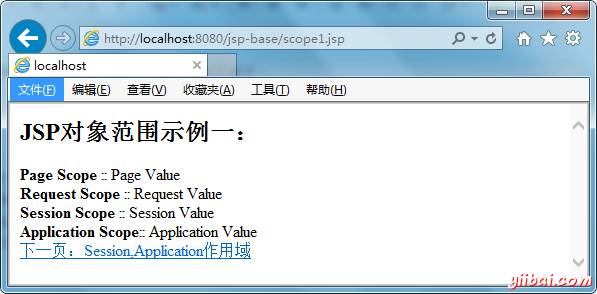 http://localhost:8080/jsp-base/scope1.jsp
localhost
文件(F) 编辑(E) 查看(V) 收藏夹(A) 工具(T) 帮助(H)
JSP对象范围示例一：
Page Scope :: Page Value
Request Scope :: Request Value
Session Scope :: Session Value
Application Scope:: Application Value
下一页：Session,Application作用域
yiibai.com